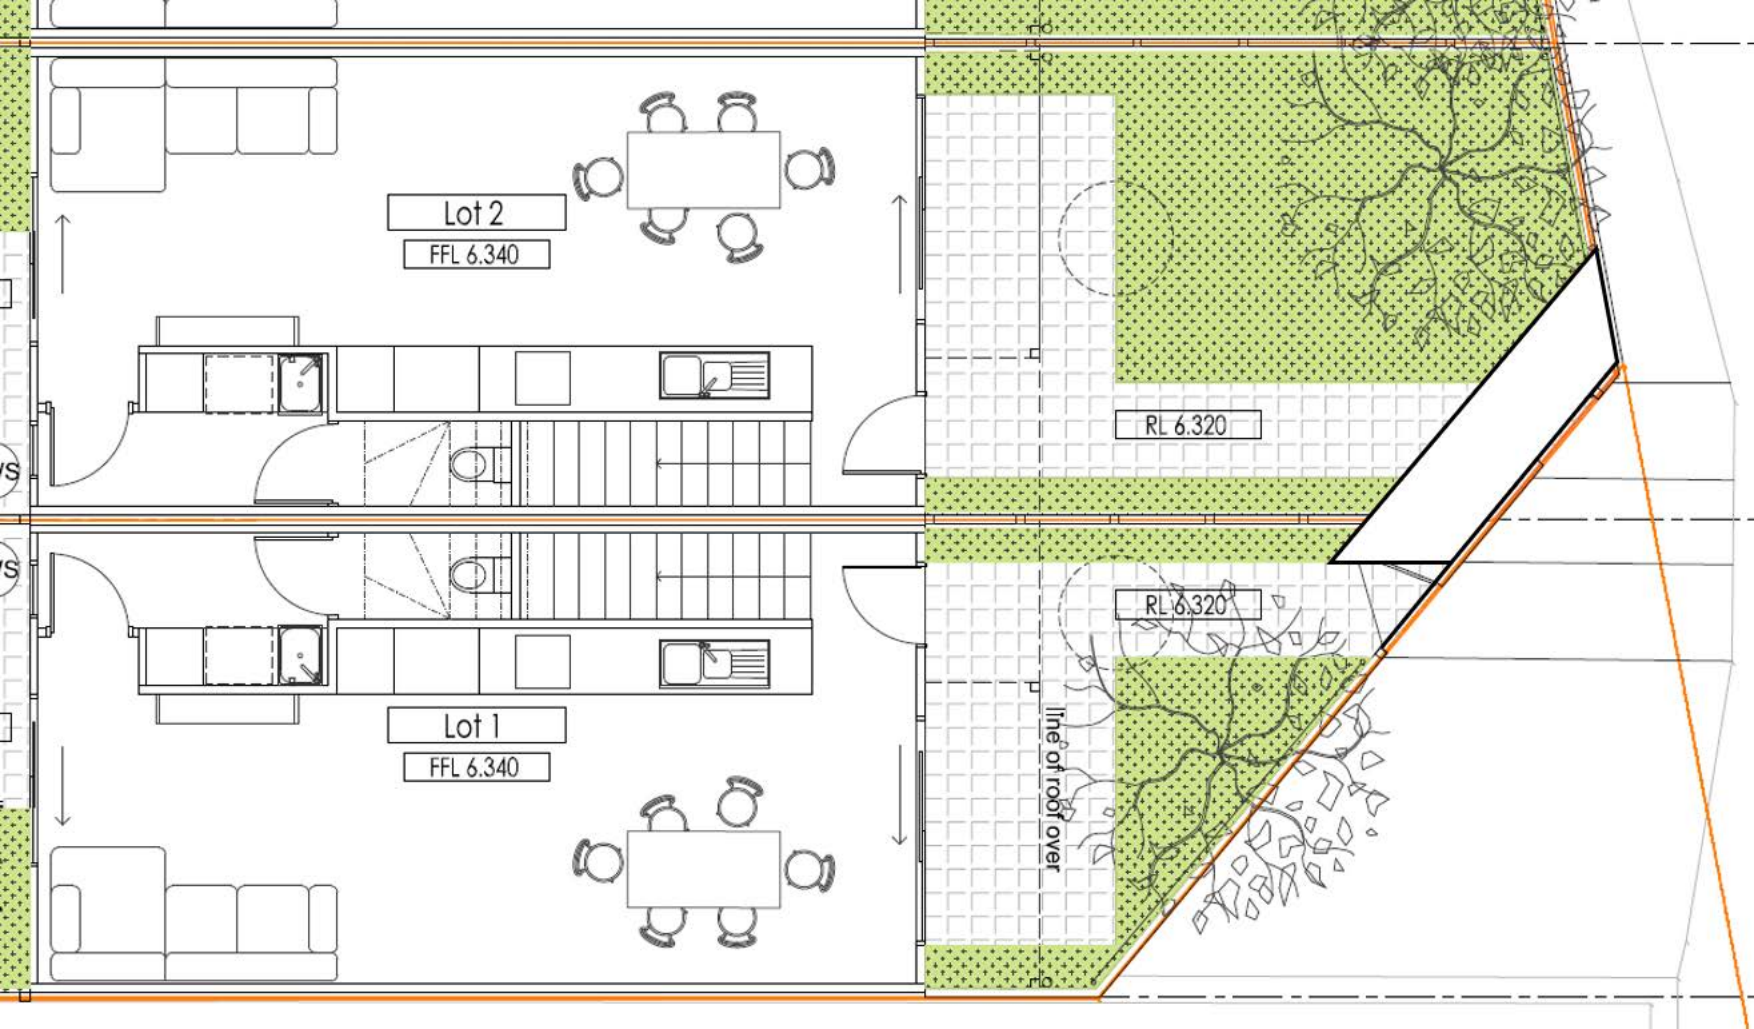 Lot 2
FFL 6.340
RL 6.320
RL 6.320
Lot 1
FFL 6.340
line of roof over